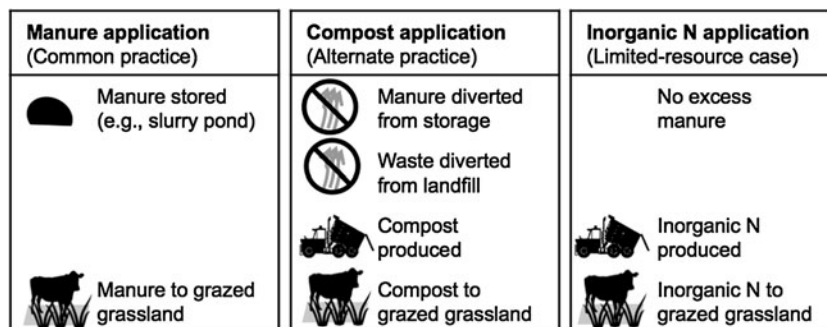 Manure application
(Common practice)
Manure stored
(e.g., slurry pond)
Manure to grazed
grassland
Compost application
(Alternate practice)
Manure diverted
from storage
Waste diverted
from landfill
Compost
produced
Compost to
grazed grassland
Inorganic N application
(Limited-resource case)
No excess
manure
Inorganic N
produced
Inorganic N to
grazed grassland